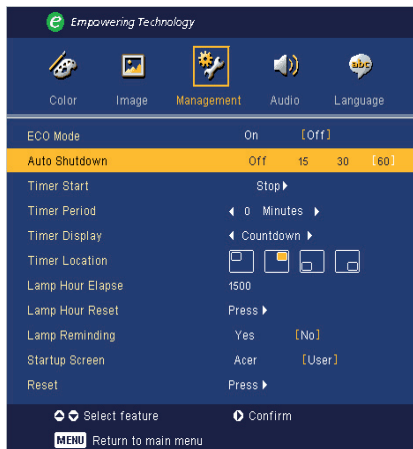 e Empowering Technology
abc
Color Image Management Audio Language
ECO Mode On [Off]
Auto Shutdown Off 15 30 [60]
Timer Start Stop
Timer Period 0 Minutes
Timer Display Countdown
Timer Location
Lamp Hour Elapse 1500
Lamp Hour Reset Press
Lamp Reminding Yes [No]
Startup Screen Acer [User]
Reset Press
Select feature Confirm
MENU Return to main menu